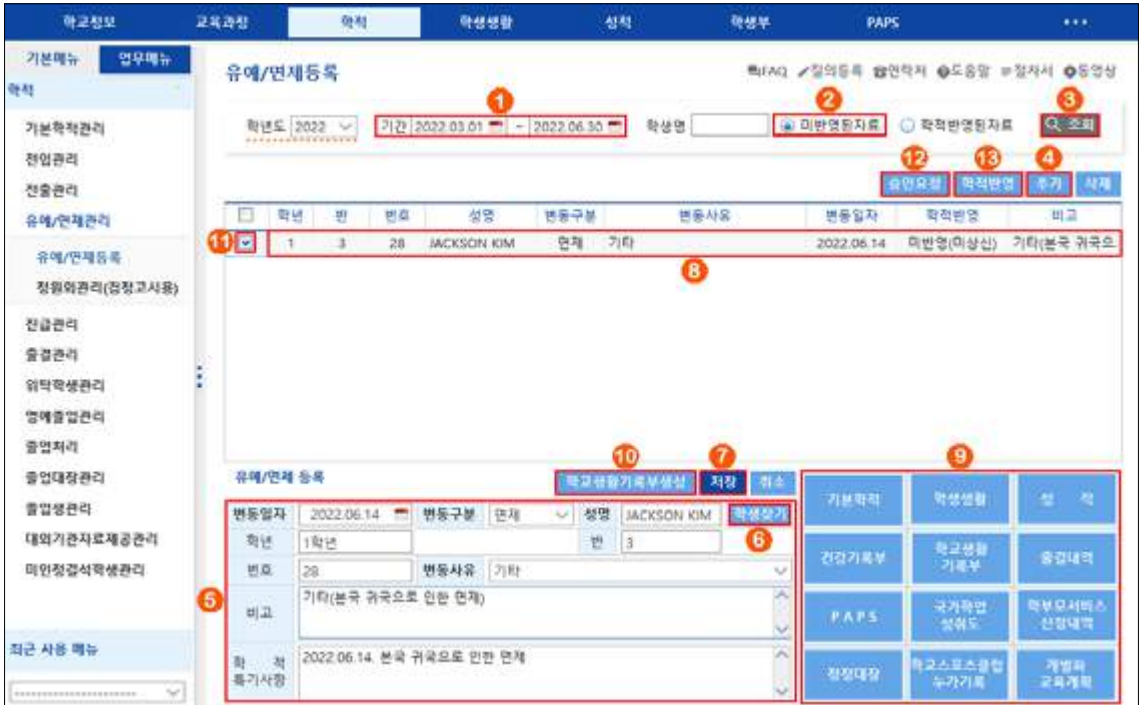 학교정보 교육과정 학적 학생생활 성적 학생부 PAPS •••
기본메뉴 업무메뉴
학적
기본학적관리
전입관리
전출관리
유예/면제관리
유예/면제등록
정원외관리(검정고시용)
진급관리
출결관리
위탁학생관리
명예졸업관리
졸업처리
졸업대장관리
졸업생관리
대외기관자료제공관리
미인정결석학생관리
최근 사용 메뉴
유예/면제등록 FAQ 질의등록 연락처 도움말 절차서 동영상
1 2 3
학년도 2022 기간 2022.03.01 ~ 2022.06.30 학생명 미반영된자료 학적반영된자료 조회
12 13 4
승인요청 학적반영 추가 삭제
학년 반 번호 성명 변동구분 변동사유 변동일자 학적반영 비고
11 1 3 28 JACKSON KIM 면제 기타 2022.06.14 미반영(미상신) 기타(본국 귀국으
8
10 7 9
유예/면제 등록 학교생활기록부생성 저장 취소
변동일자 2022.06.14 변동구분 면제 성명 JACKSON KIM 학생찾기
학년 1학년 반 3 6
번호 28 변동사유 기타
5
비고 기타(본국 귀국으로 인한 면제)
학 적
특기사항 2022.06.14. 본국 귀국으로 인한 면제
기본학적 학생생활 성 적
건강기록부 학교생활
기록부 출결내역
PAPS 국가학업
성취도 학부모서비스
신청내역
정정대장 학교스포츠클럽
누가기록 개별화
교육계획